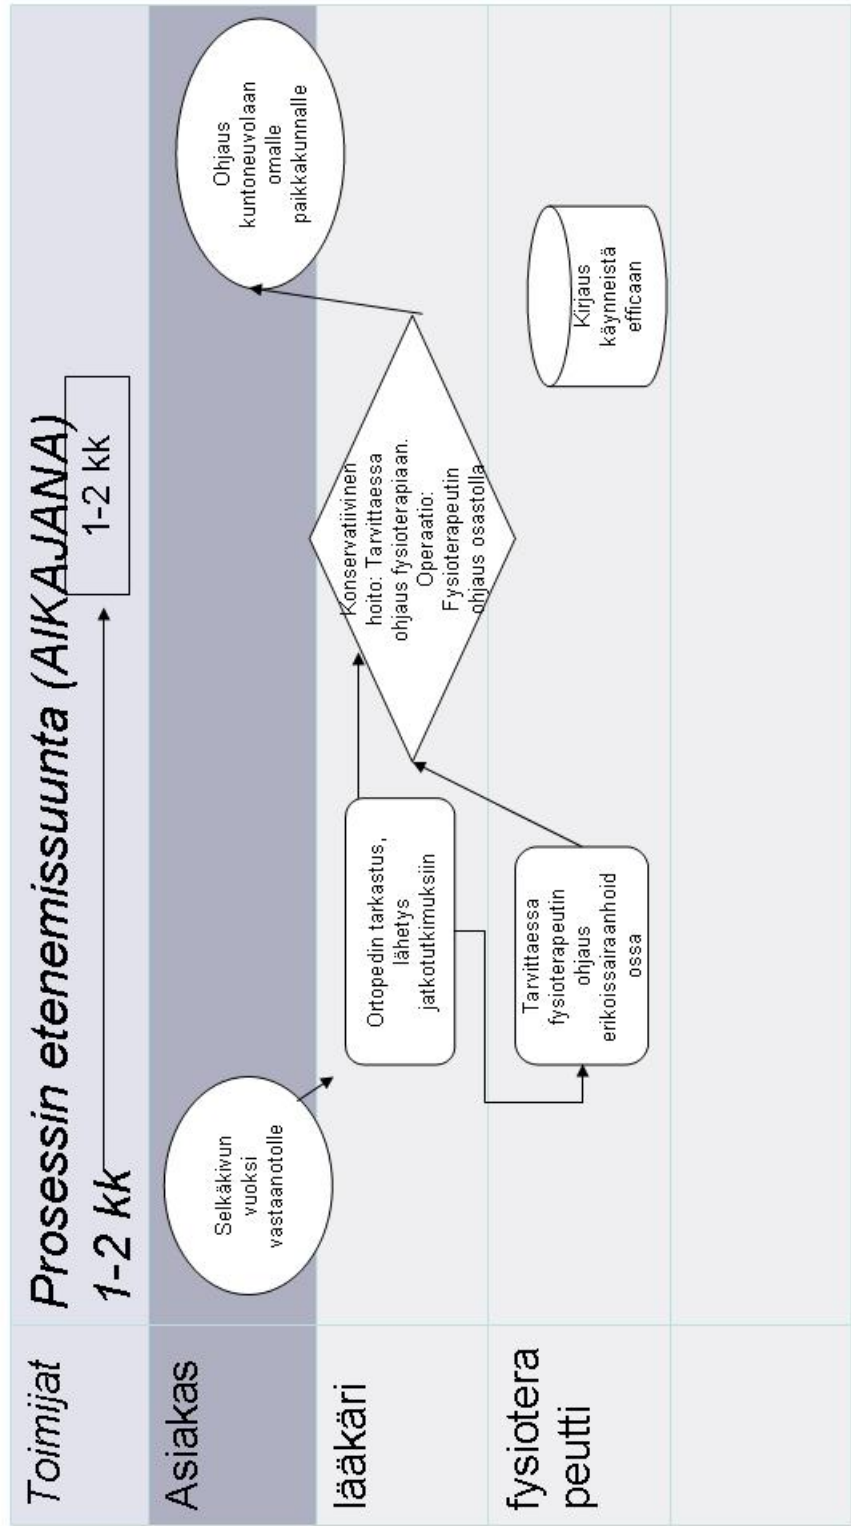 Toimijat
Prosessin etenemissuunta (AIKAJANA)
1-2 kk
1-2 kk
Asiakas
Selkäkivun
vuoksi
vastaanotolle
Ohjaus
kuntoneuvolaan
omalle
paikkakunnalle
lääkäri
Ortopedin tarkastus,
lähetys
jatkotutkimuksiin
Konservatiivinen
hoito: Tarvittaessa
ohjaus fysioterapiaan.
Operaatio:
Fysioterapeutin
ohjaus osastolla
fysiotera
peutti
Tarvittaessa
fysioterapeutin
ohjaus
erikoissairaanhoid
ossa
Kirjaus
käynneistä
efficaan